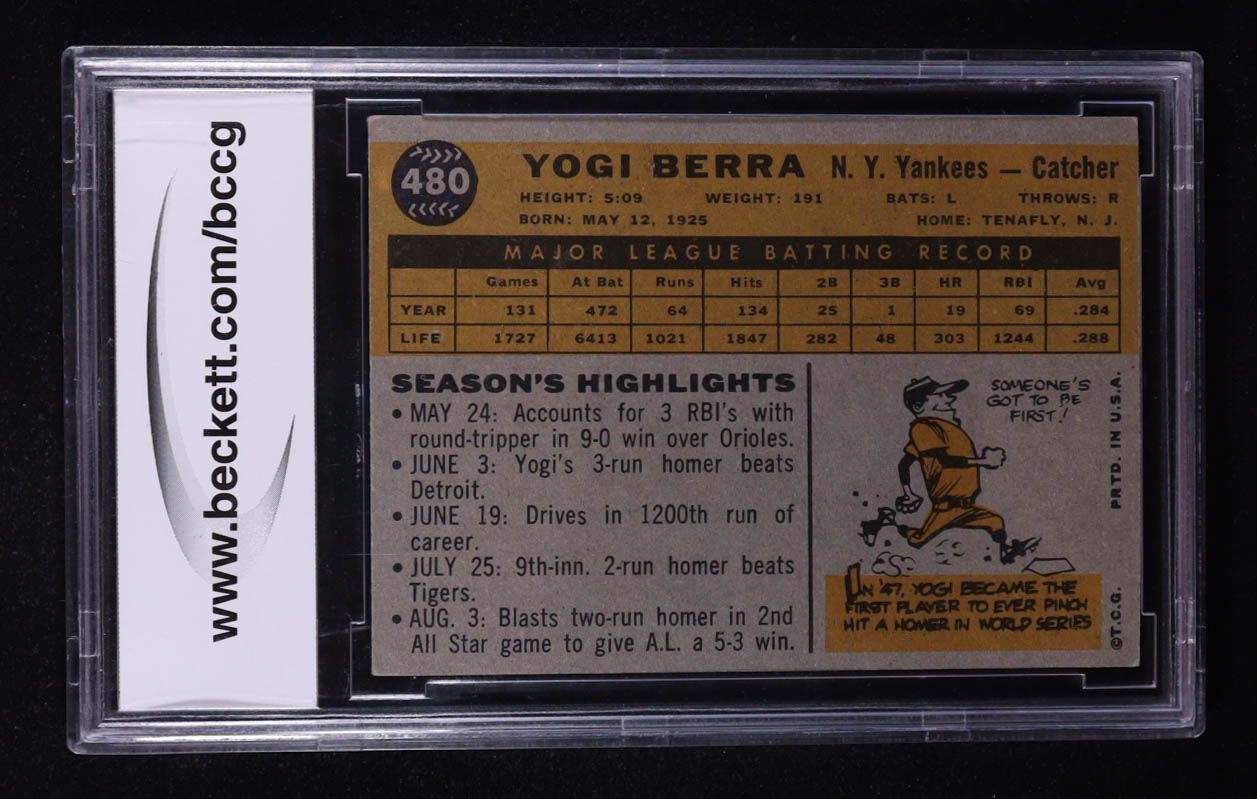 www.beckett.com/bccg
480
YOGI BERRA N. Y. Yankees — Catcher
HEIGHT: 5:09 WEIGHT: 191 BATS: L THROWS: R
BORN: MAY 12, 1925 HOME: TENAFLY, N. J.
MAJOR LEAGUE BATTING RECORD
Games At Bat Runs Hits 2B 3B HR RBI Avg
YEAR 131 472 64 134 25 1 19 69 .284
LIFE 1727 6413 1021 1847 282 48 303 1244 .288
SEASON'S HIGHLIGHTS
• MAY 24: Accounts for 3 RBI's with
round-tripper in 9-0 win over Orioles.
• JUNE 3: Yogi's 3-run homer beats
Detroit.
• JUNE 19: Drives in 1200th run of
career.
• JULY 25: 9th-inn. 2-run homer beats
Tigers.
• AUG. 3: Blasts two-run homer in 2nd
All Star game to give A.L. a 5-3 win.
SOMEONE'S
GOT TO BE
FIRST!
IN '47, YOGI BECAME THE
FIRST PLAYER TO EVER PINCH
HIT A HOMER IN WORLD SERIES
©T.C.G. PRTD. IN U.S.A.